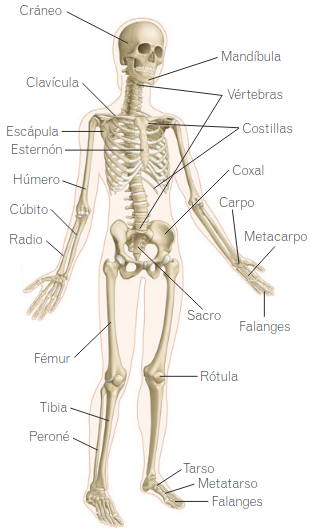 Cráneo
Mandíbula
Clavícula
Vértebras
Escápula
Costillas
Esternón
Coxal
Húmero
Carpo
Cúbito
Metacarpo
Radio
Sacro
Falanges
Fémur
Rótula
Tibia
Peroné
Tarso
Metatarso
Falanges